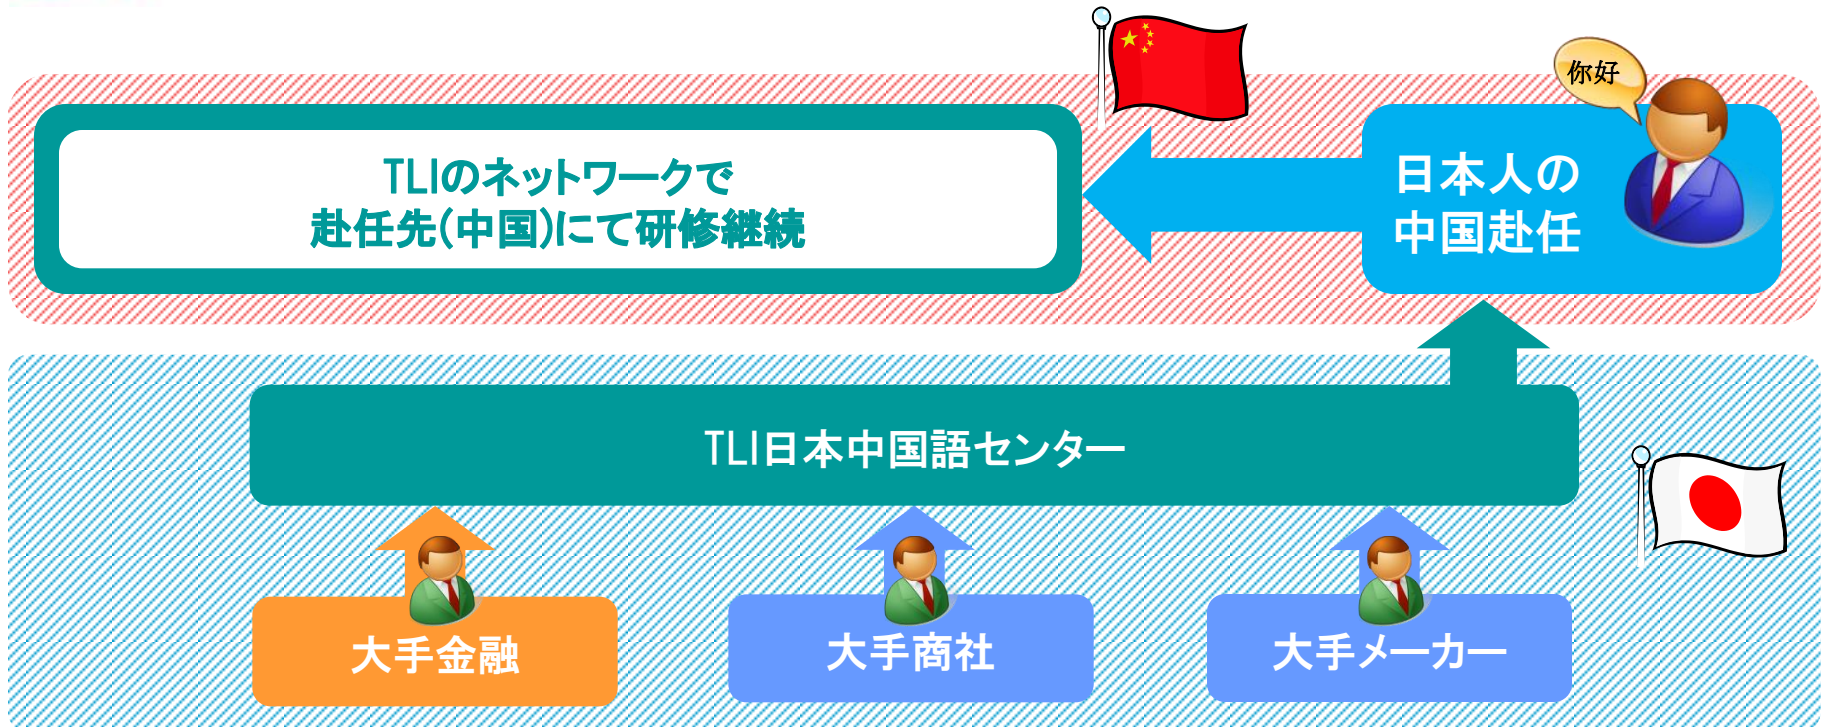 你好
TLIのネットワークで
赴任先(中国)にて研修継続
日本人の
中国赴任
TLI日本中国語センター
大手金融
大手商社
大手メーカー